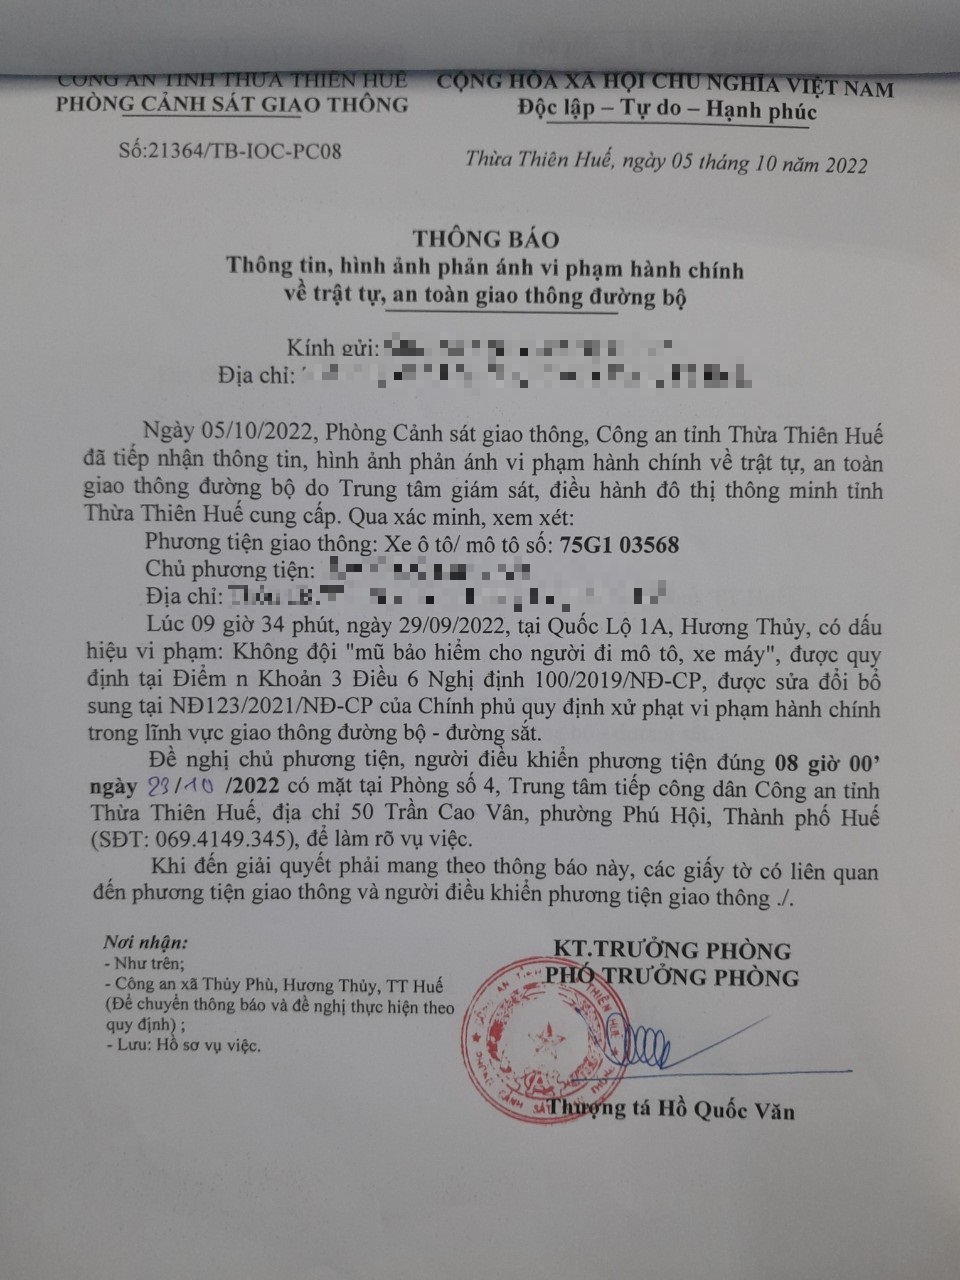 CÔNG AN TỈNH THỪA THIÊN HUẾ
PHÒNG CẢNH SÁT GIAO THÔNG
CỘNG HÒA XÃ HỘI CHỦ NGHĨA VIỆT NAM
Độc lập – Tự do – Hạnh phúc
Số:21364/TB-IOC-PC08
Thừa Thiên Huế, ngày 05 tháng 10 năm 2022
THÔNG BÁO
Thông tin, hình ảnh phản ánh vi phạm hành chính
về trật tự, an toàn giao thông đường bộ
Kính gửi:
Địa chỉ:
Ngày 05/10/2022, Phòng Cảnh sát giao thông, Công an tỉnh Thừa Thiên Huế
đã tiếp nhận thông tin, hình ảnh phản ánh vi phạm hành chính về trật tự, an toàn
giao thông đường bộ do Trung tâm giám sát, điều hành đô thị thông minh tỉnh
Thừa Thiên Huế cung cấp. Qua xác minh, xem xét:
Phương tiện giao thông: Xe ô tô/ mô tô số: 75G1 03568
Chủ phương tiện:
Địa chỉ:
Lúc 09 giờ 34 phút, ngày 29/09/2022, tại Quốc Lộ 1A, Hương Thủy, có dấu
hiệu vi phạm: Không đội "mũ bảo hiểm cho người đi mô tô, xe máy", được quy
định tại Điểm n Khoản 3 Điều 6 Nghị định 100/2019/NĐ-CP, được sửa đổi bổ
sung tại NĐ123/2021/NĐ-CP của Chính phủ quy định xử phạt vi phạm hành chính
trong lĩnh vực giao thông đường bộ - đường sắt.
Đề nghị chủ phương tiện, người điều khiển phương tiện đúng 08 giờ 00’
ngày /10 /2022 có mặt tại Phòng số 4, Trung tâm tiếp công dân Công an tỉnh
Thừa Thiên Huế, địa chỉ 50 Trần Cao Vân, phường Phú Hội, Thành phố Huế
(SĐT: 069.4149.345), để làm rõ vụ việc.
Khi đến giải quyết phải mang theo thông báo này, các giấy tờ có liên quan
đến phương tiện giao thông và người điều khiển phương tiện giao thông ./.
Nơi nhận:
- Như trên;
- Công an xã Thủy Phù, Hương Thủy, TT Huế
(Để chuyển thông báo và đề nghị thực hiện theo
quy định) ;
- Lưu: Hồ sơ vụ việc.
KT.TRƯỞNG PHÒNG
PHÓ TRƯỞNG PHÒNG
CÔNG AN TỈNH THỪA THIÊN HUẾ
PHÒNG CẢNH SÁT GIAO THÔNG
Thượng tá Hồ Quốc Văn